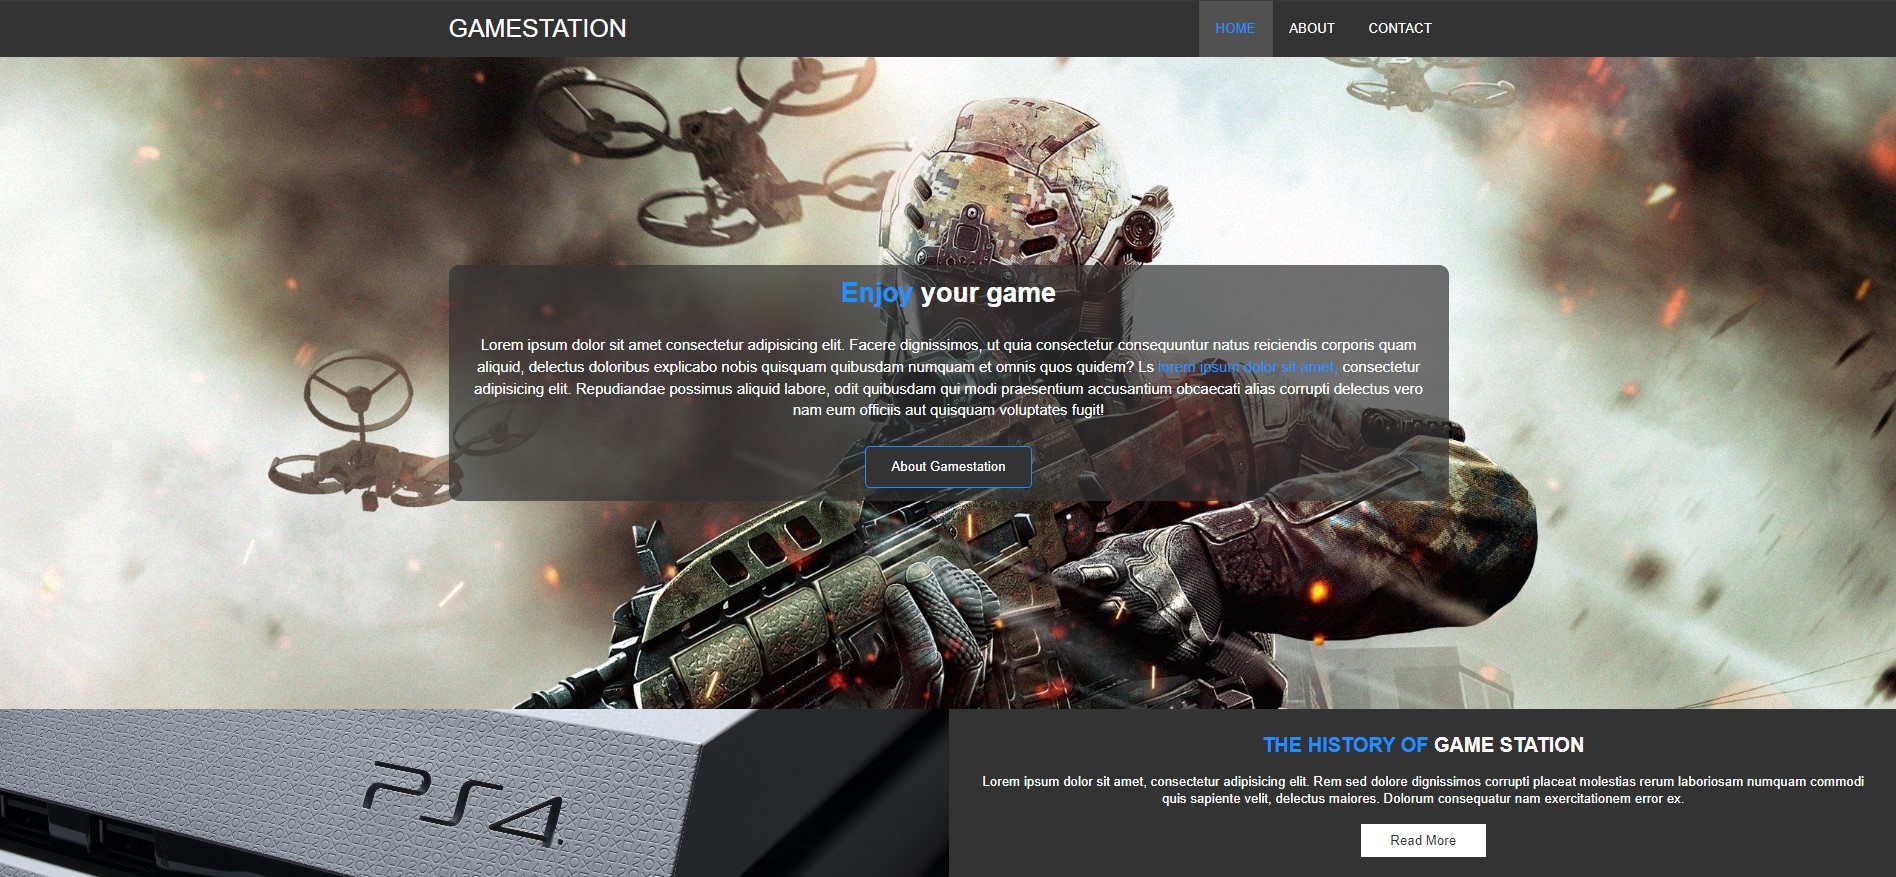 GAMESTATION
HOME ABOUT CONTACT
Enjoy your game
Lorem ipsum dolor sit amet consectetur adipisicing elit. Facere dignissimos, ut quia consectetur consequuntur natus reiciendis corporis quam
aliquid, delectus doloribus explicabo nobis quisquam quibusdam numquam et omnis quos quidem? Ls lorem ipsum dolor sit amet, consectetur
adipisicing elit. Repudiandae possimus aliquid labore, odit quibusdam qui modi praesentium accusantium obcaecati alias corrupti delectus vero
nam eum officiis aut quisquam voluptates fugit!
About Gamestation
PS4
THE HISTORY OF GAME STATION
Lorem ipsum dolor sit amet, consectetur adipisicing elit. Rem sed dolore dignissimos corrupti placeat molestias rerum laboriosam numquam commodi
quis sapiente velit, delectus maiores. Dolorum consequatur nam exercitationem error ex.
Read More